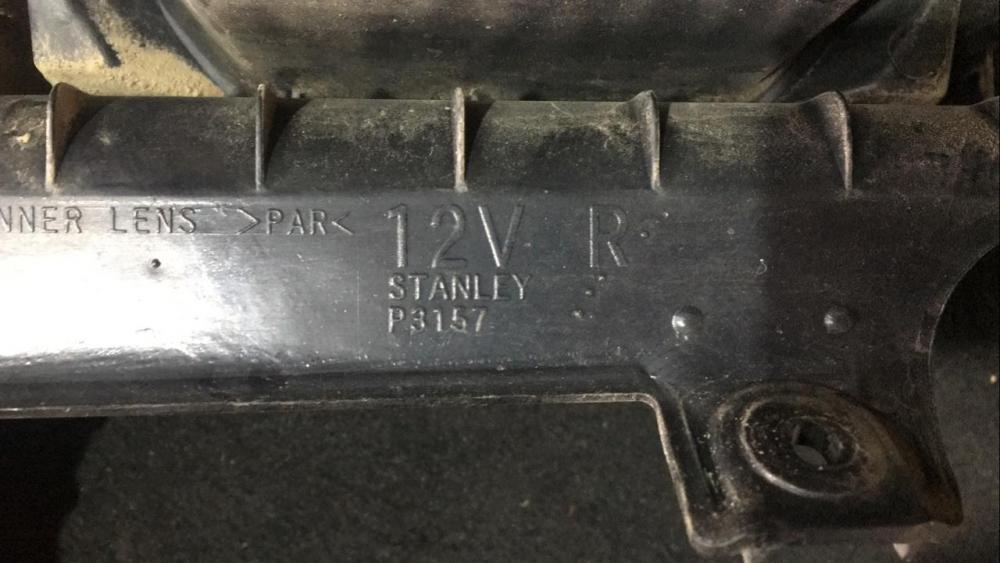 NNER LENS >PAR< 12V R
STANLEY
P3157